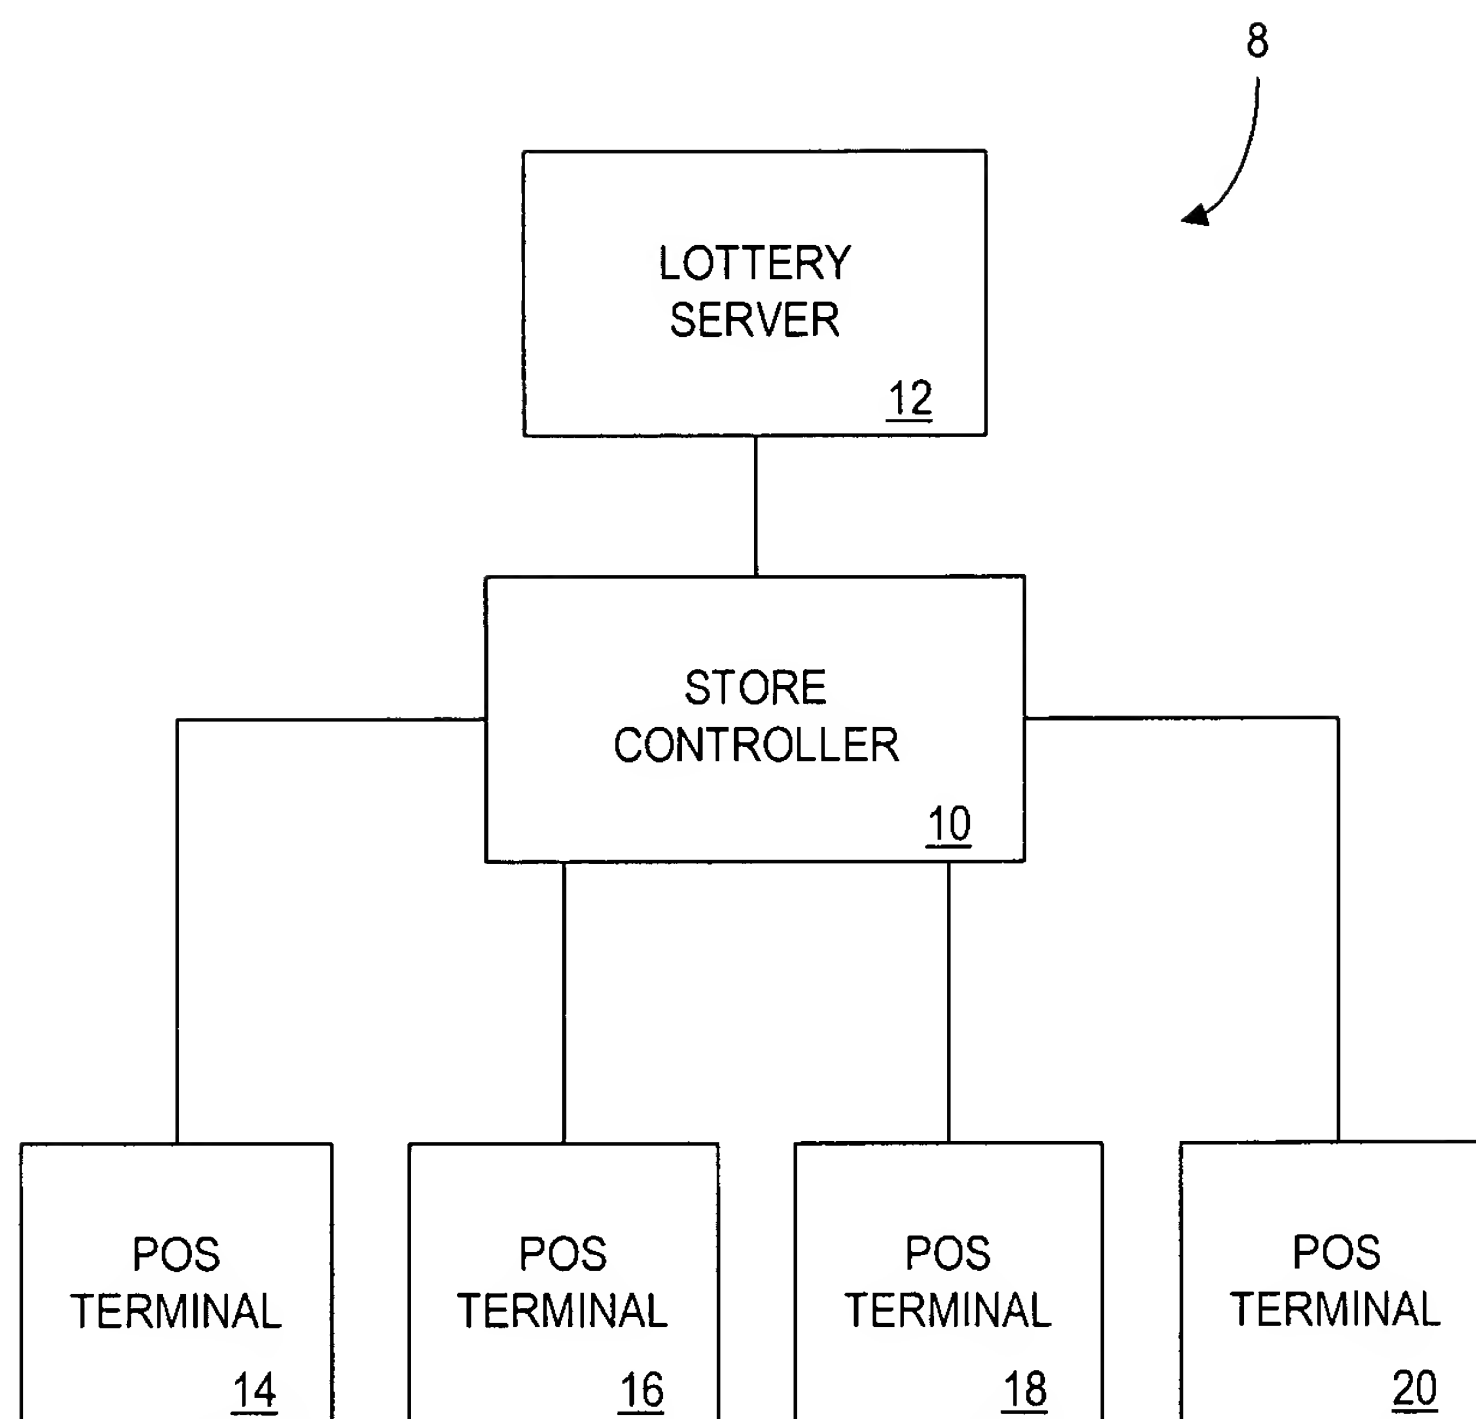 8
LOTTERY
SERVER
12
STORE
CONTROLLER
10
POS
TERMINAL
14
POS
TERMINAL
16
POS
TERMINAL
18
POS
TERMINAL
20